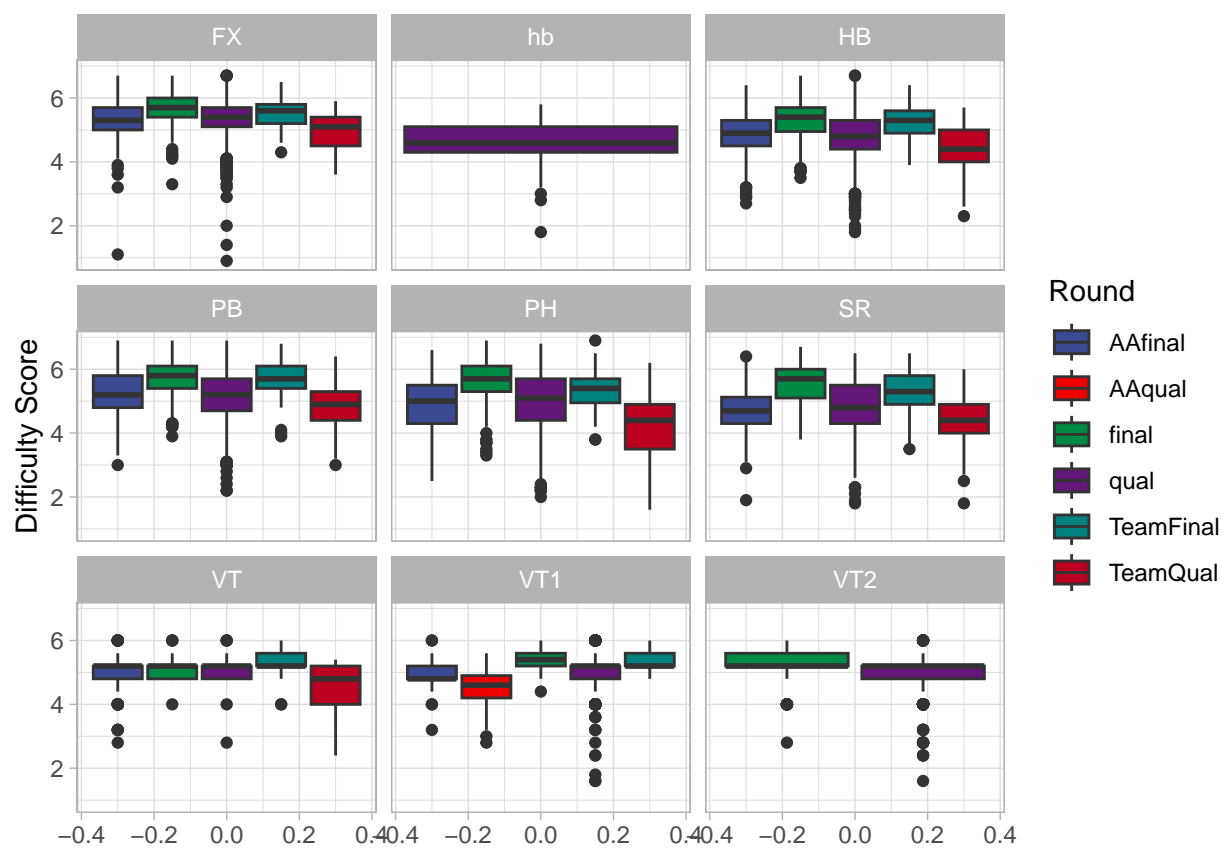 FX hb HB
6
4
2
PB PH SR
6
4
2
Difficulty Score
VT VT1 VT2
6
4
2
−0.4 −0.2 0.0 0.2 0.4 −0.4 −0.2 0.0 0.2 0.4 −0.4 −0.2 0.0 0.2 0.4
Round
AAfinal
AAqual
final
qual
TeamFinal
TeamQual